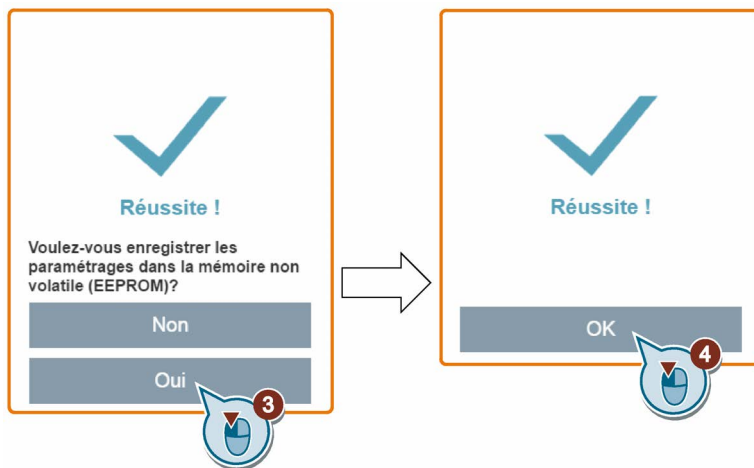 Réussite !
Voulez-vous enregistrer les
paramétrages dans la mémoire non
volatile (EEPROM)?
Non
Oui
3
Réussite !
OK
4